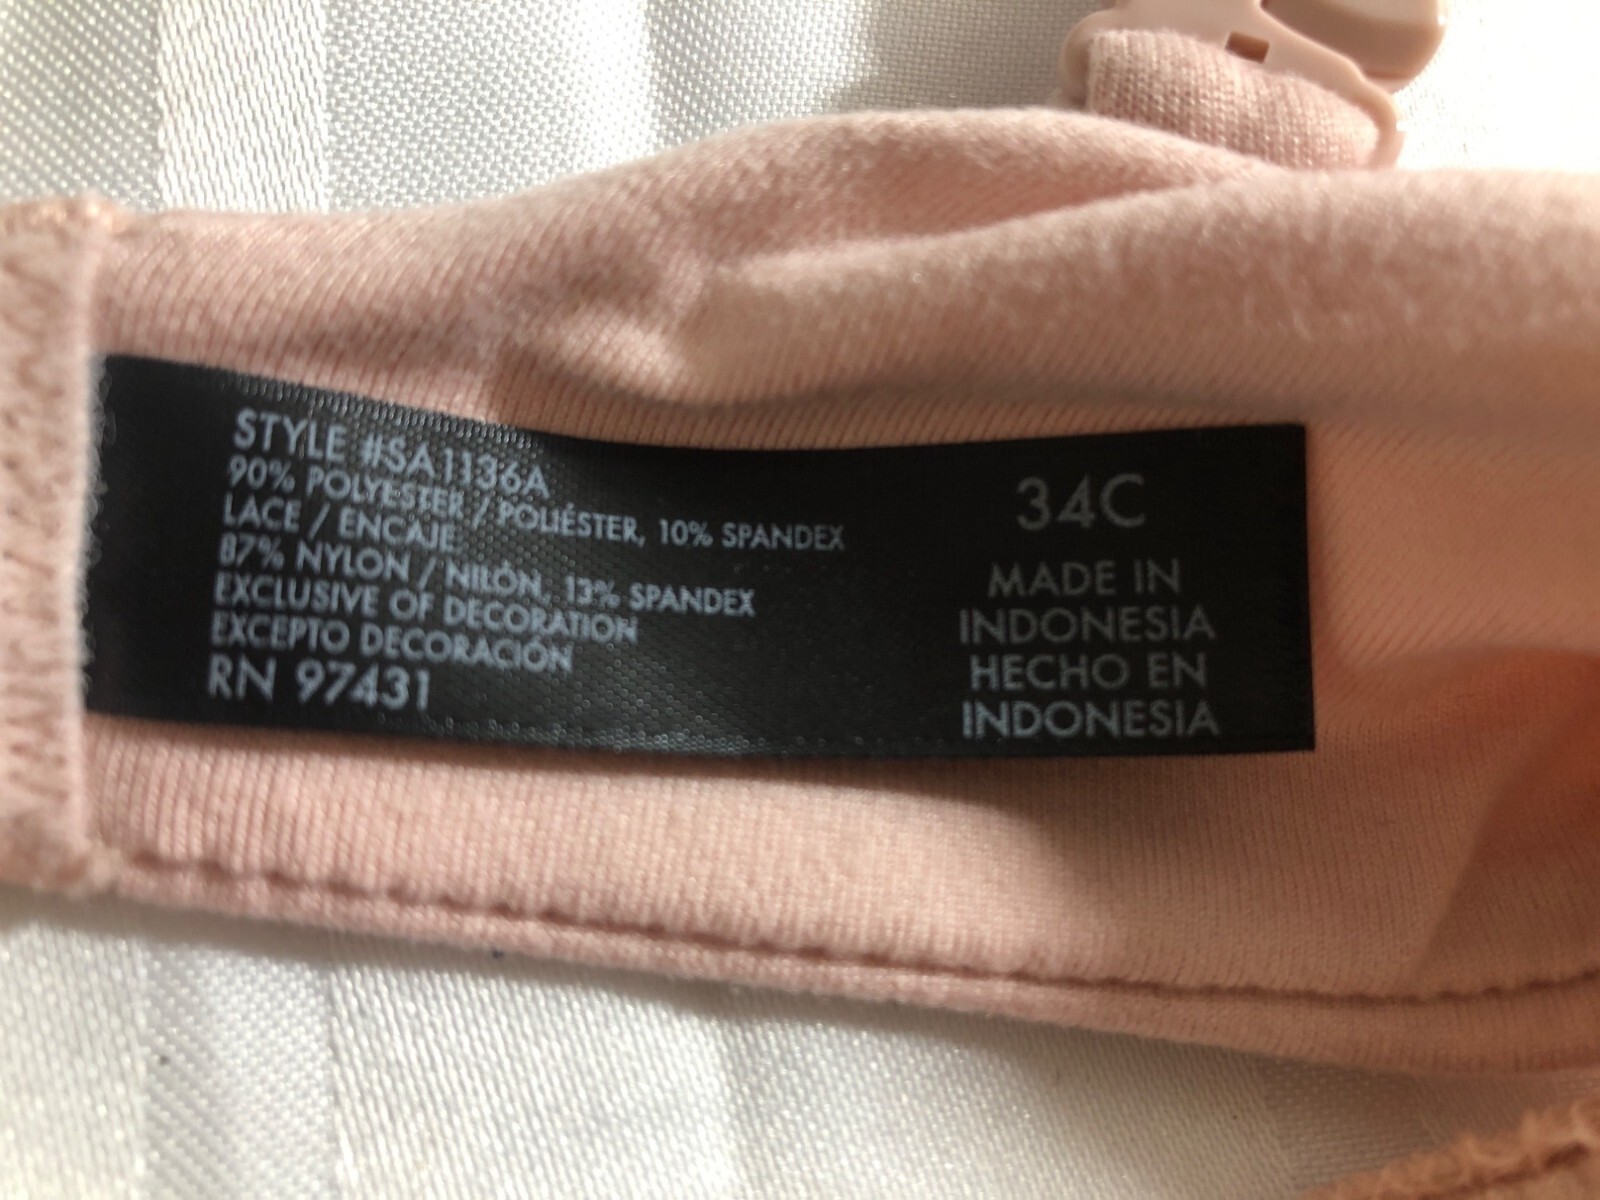 STYLE #SA1136A
90% POLYESTER / POLIÉSTER, 10% SPANDEX
LACE / ENCAJE
87% NYLON / NILÓN, 13% SPANDEX
EXCLUSIVE OF DECORATION
EXCEPTO DECORACIÓN
RN 97431
34C
MADE IN
INDONESIA
HECHO EN
INDONESIA